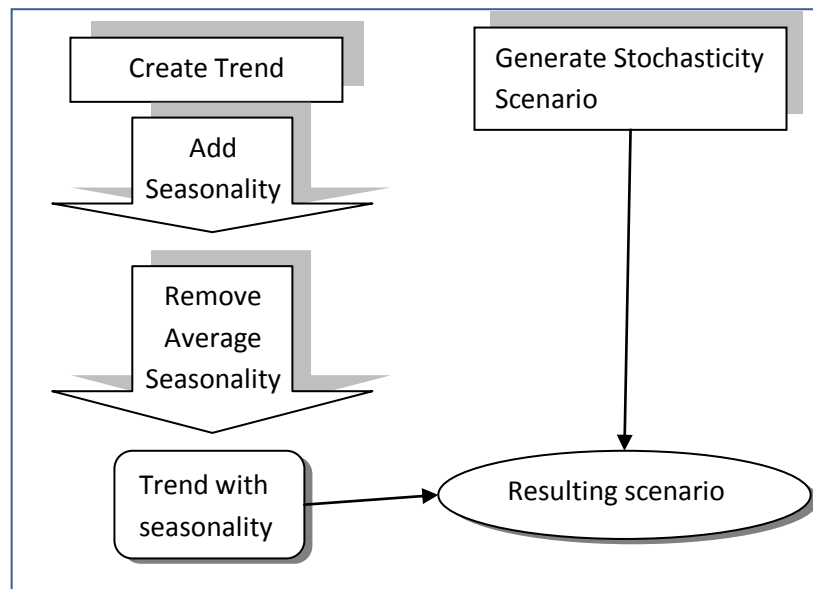 Create Trend
Generate Stochasticity
Scenario
Add
Seasonality
Remove
Average
Seasonality
Trend with
seasonality
Resulting scenario